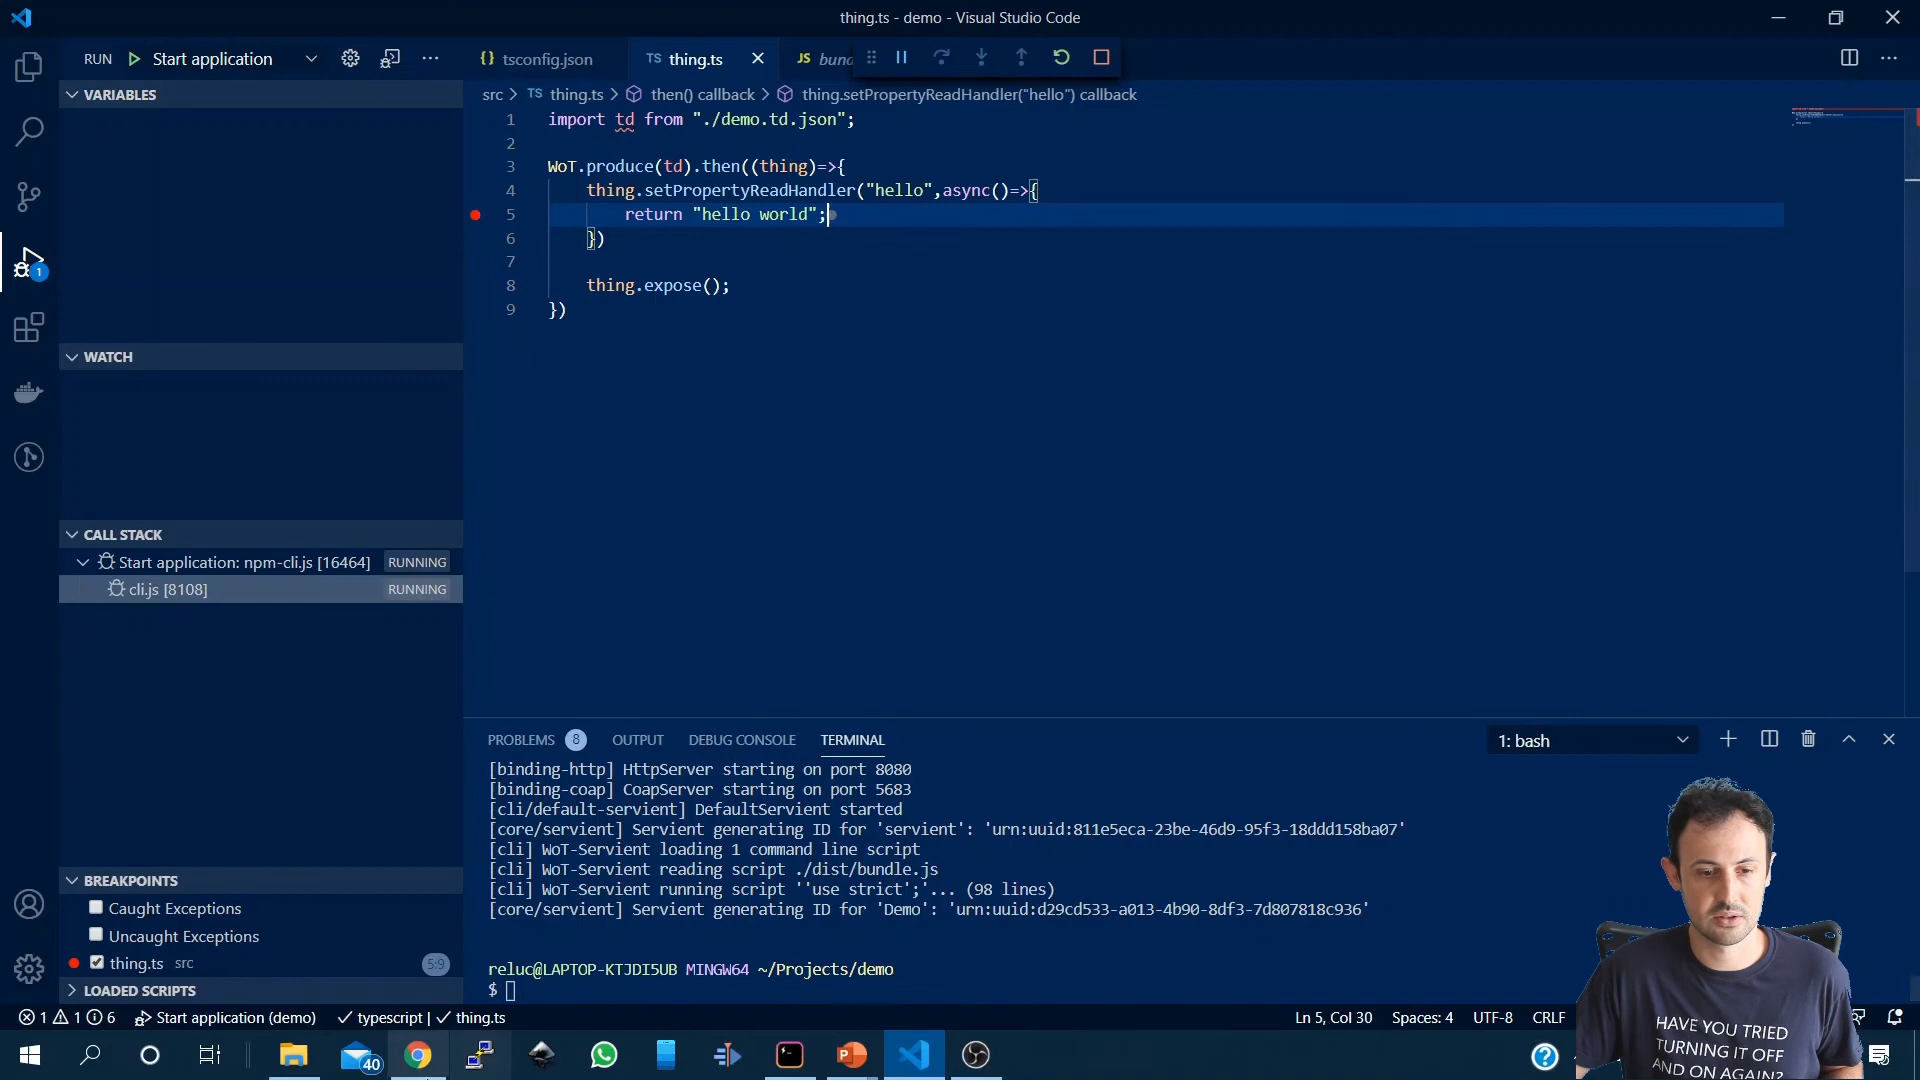 thing.ts - demo - Visual Studio Code
RUN Start application
tsconfig.json
TS thing.ts
JS
VARIABLES
src > TS thing.ts > then() callback > thing.setPropertyReadHandler("hello") callback
1 import td from "./demo.td.json";
2
3 WoT.produce(td).then((thing)=>{
4 thing.setPropertyReadHandler("hello",async()=>{
5 return "hello world";
6 })
7
8 thing.expose();
9 })
1
WATCH
CALL STACK
Start application: npm-cli.js [16464] RUNNING
cli.js [8108] RUNNING
BREAKPOINTS
Caught Exceptions
Uncaught Exceptions
thing.ts src 5:9
LOADED SCRIPTS
PROBLEMS 8 OUTPUT DEBUG CONSOLE TERMINAL
1: bash
[binding-http] HttpServer starting on port 8080
[binding-coap] CoapServer starting on port 5683
[cli/default-servient] DefaultServient started
[core/servient] Servient generating ID for 'servient': 'urn:uuid:811e5eca-23be-46d9-95f3-18ddd158ba07'
[cli] WoT-Servient loading 1 command line script
[cli] WoT-Servient reading script ./dist/bundle.js
[cli] WoT-Servient running script ''use strict';'... (98 lines)
[core/servient] Servient generating ID for 'Demo': 'urn:uuid:d29cd533-a013-4b90-8df3-7d807818c936'
reluc@LAPTOP-KTJDI5UB MINGW64 ~/Projects/demo
$
1 1 6 Start application (demo) typescript | thing.ts
Ln 5, Col 30 Spaces: 4 UTF-8 CRLF
40
HAVE YOU TRIED
TURNING IT OFF
AND ON AGAIN?